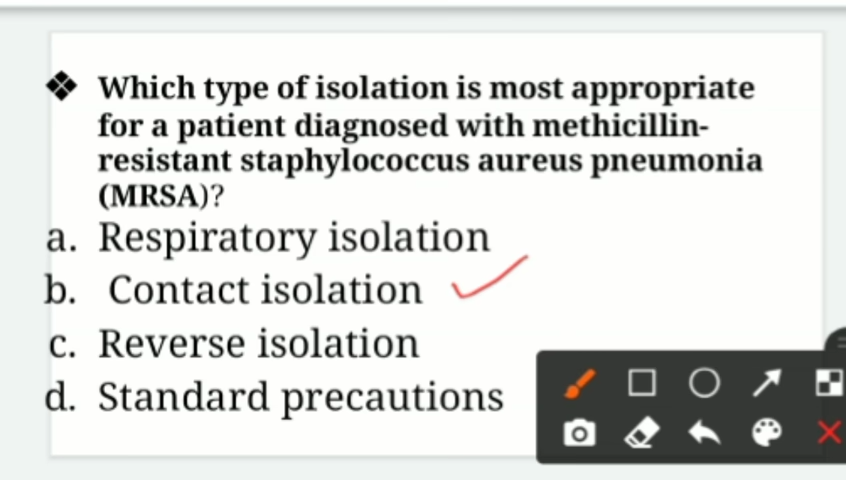 ❖ Which type of isolation is most appropriate
for a patient diagnosed with methicillin-
resistant staphylococcus aureus pneumonia
(MRSA)?
a. Respiratory isolation
b. Contact isolation
c. Reverse isolation
d. Standard precautions